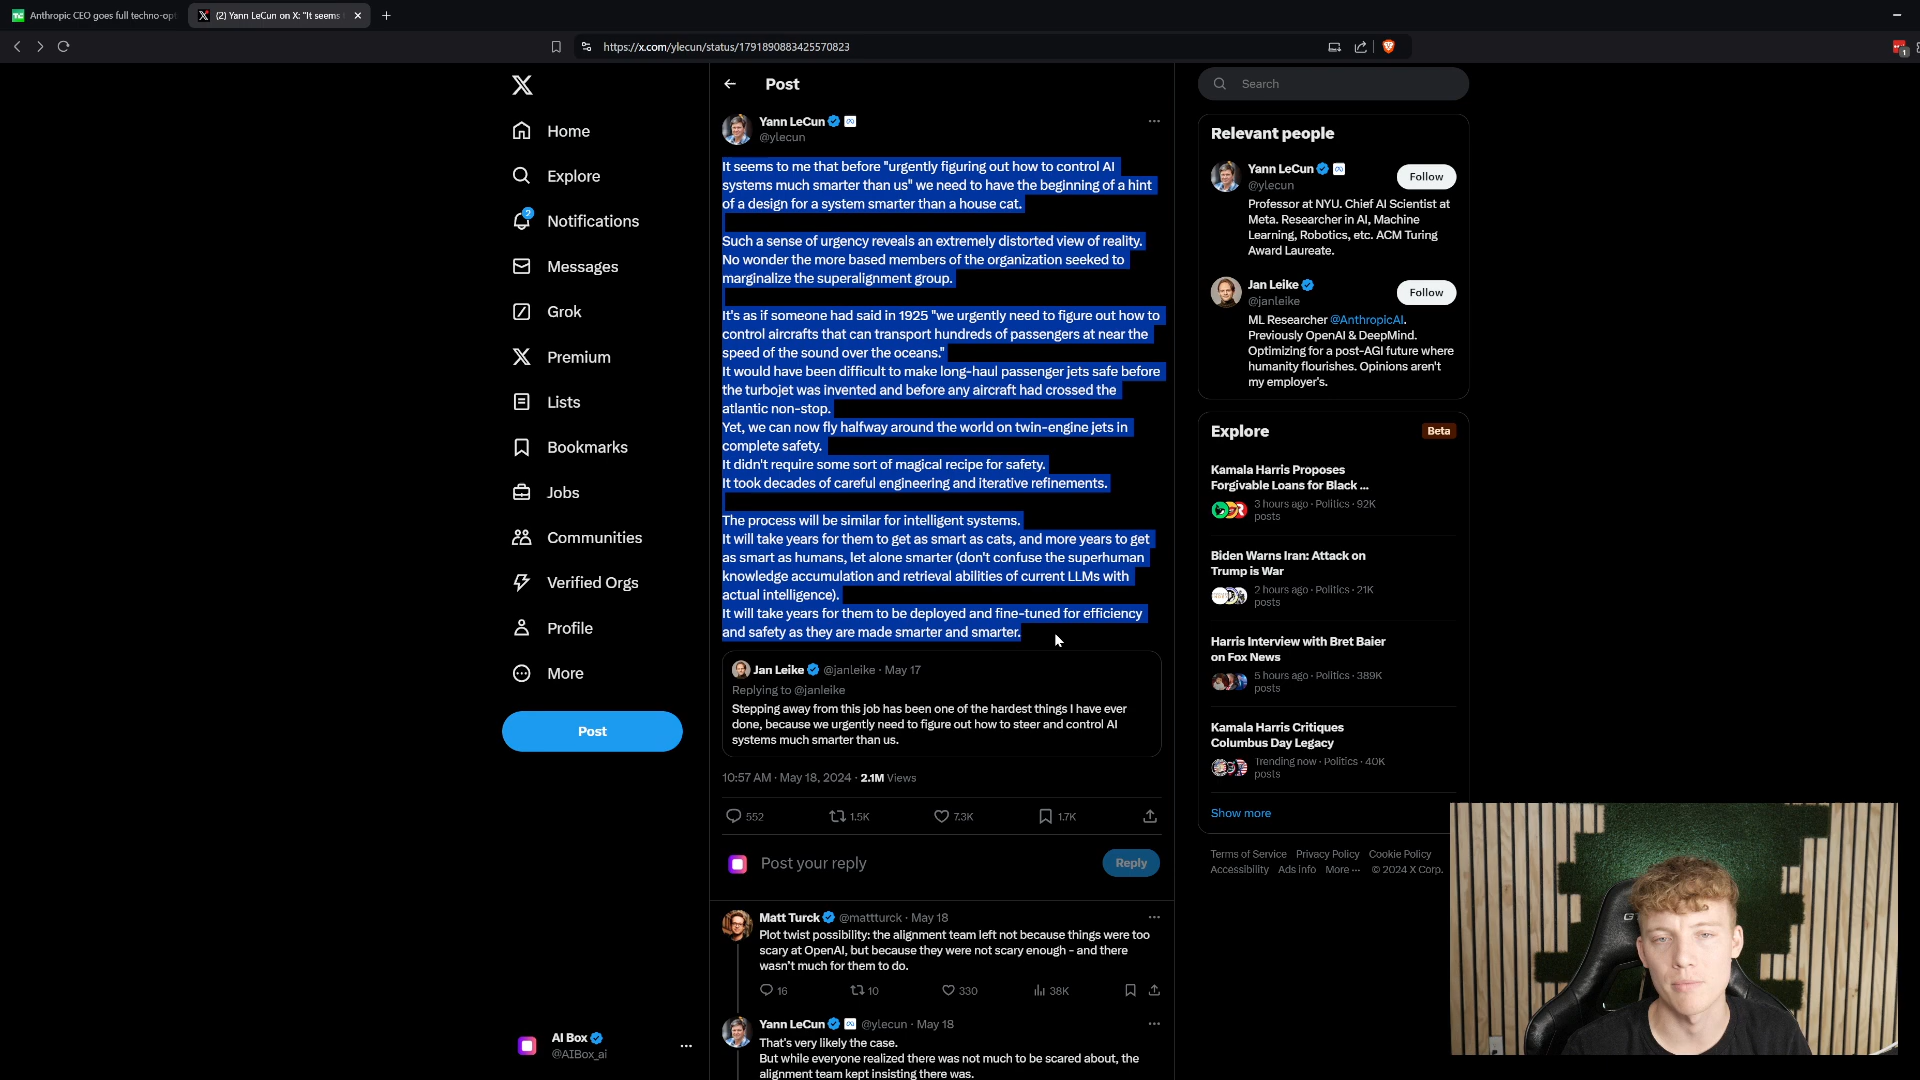 Anthropic CEO goes full techno-opt
(2) Yann LeCun on X: "It seems
https://x.com/ylecun/status/1791890883425570823
1
Home
Explore
2
Notifications
Messages
Grok
Premium
Lists
Bookmarks
Jobs
Communities
Verified Orgs
Profile
More
Post
AI Box
@AIBox_ai
Post
Yann LeCun
@ylecun
It seems to me that before "urgently figuring out how to control AI
systems much smarter than us" we need to have the beginning of a hint
of a design for a system smarter than a house cat.
Such a sense of urgency reveals an extremely distorted view of reality.
No wonder the more based members of the organization seeked to
marginalize the superalignment group.
It's as if someone had said in 1925 "we urgently need to figure out how to
control aircrafts that can transport hundreds of passengers at near the
speed of the sound over the oceans."
It would have been difficult to make long-haul passenger jets safe before
the turbojet was invented and before any aircraft had crossed the
atlantic non-stop.
Yet, we can now fly halfway around the world on twin-engine jets in
complete safety.
It didn't require some sort of magical recipe for safety.
It took decades of careful engineering and iterative refinements.
The process will be similar for intelligent systems.
It will take years for them to get as smart as cats, and more years to get
as smart as humans, let alone smarter (don't confuse the superhuman
knowledge accumulation and retrieval abilities of current LLMs with
actual intelligence).
It will take years for them to be deployed and fine-tuned for efficiency
and safety as they are made smarter and smarter.
Jan Leike @janleike · May 17
Replying to @janleike
Stepping away from this job has been one of the hardest things I have ever
done, because we urgently need to figure out how to steer and control AI
systems much smarter than us.
10:57 AM · May 18, 2024 · 2.1M Views
552 1.5K 7.3K 1.7K
Post your reply
Reply
Matt Turck @mattturck · May 18
Plot twist possibility: the alignment team left not because things were too
scary at OpenAI, but because they were not scary enough - and there
wasn't much for them to do.
16 10 330 38K
Yann LeCun @ylecun · May 18
That's very likely the case.
But while everyone realized there was not much to be scared about, the
alignment team kept insisting there was.
Search
Relevant people
Yann LeCun
@ylecun
Follow
Professor at NYU. Chief AI Scientist at
Meta. Researcher in AI, Machine
Learning, Robotics, etc. ACM Turing
Award Laureate.
Jan Leike
@janleike
Follow
ML Researcher @AnthropicAI.
Previously OpenAI & DeepMind.
Optimizing for a post-AGI future where
humanity flourishes. Opinions aren't
my employer's.
Explore
Beta
Kamala Harris Proposes
Forgivable Loans for Black ...
3 hours ago · Politics · 92K
posts
Biden Warns Iran: Attack on
Trump is War
2 hours ago · Politics · 21K
posts
Harris Interview with Bret Baier
on Fox News
5 hours ago · Politics · 389K
posts
Kamala Harris Critiques
Columbus Day Legacy
Trending now · Politics · 40K
posts
Show more
Terms of Service Privacy Policy Cookie Policy
Accessibility Ads info More ··· © 2024 X Corp.